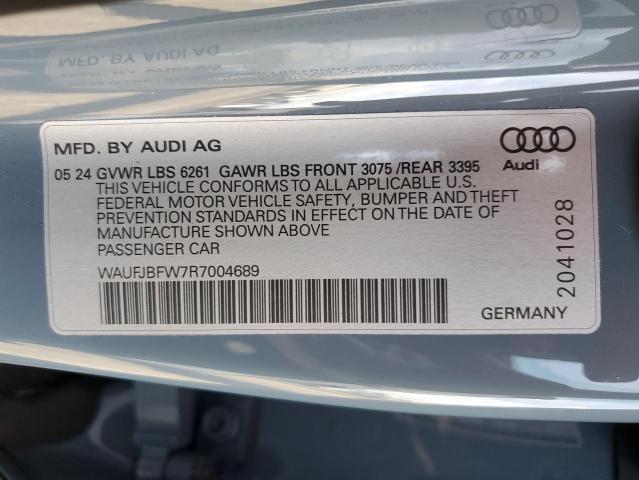 MFD. BY AUDI AG
Audi
05 24 GVWR LBS 6261 GAWR LBS FRONT 3075 /REAR 3395
THIS VEHICLE CONFORMS TO ALL APPLICABLE U.S.
FEDERAL MOTOR VEHICLE SAFETY, BUMPER AND THEFT
PREVENTION STANDARDS IN EFFECT ON THE DATE OF
MANUFACTURE SHOWN ABOVE
PASSENGER CAR
WAUFJBFW7R7004689
GERMANY
2041028